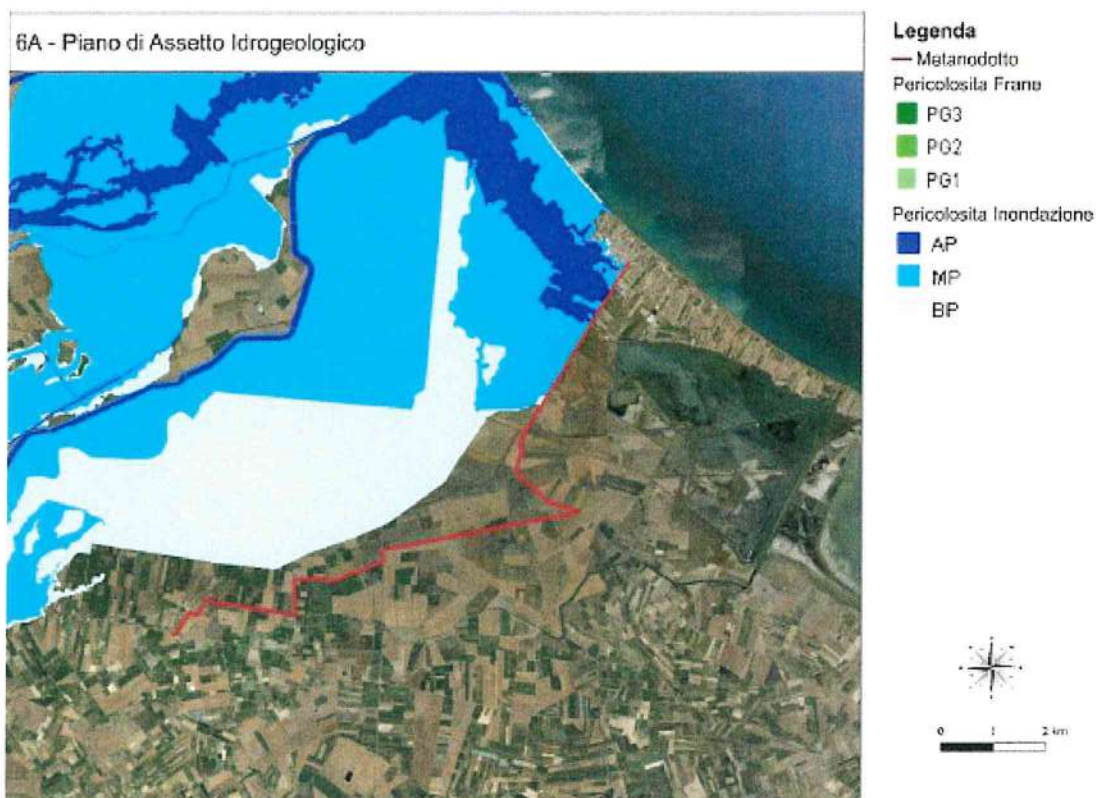 6A - Piano di Assetto Idrogeologico
Legenda
Metanodotto
Pericolosita Frane
PG3
PG2
PG1
Pericolosita Inondazione
AP
MP
BP
0 1 2 km